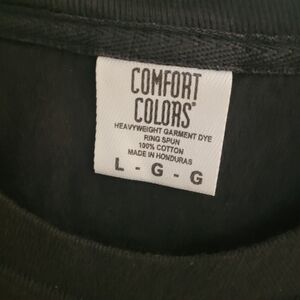 COMFORT
COLORS®
HEAVYWEIGHT GARMENT DYE
RING SPUN
100% COTTON
MADE IN HONDURAS
L - G - G